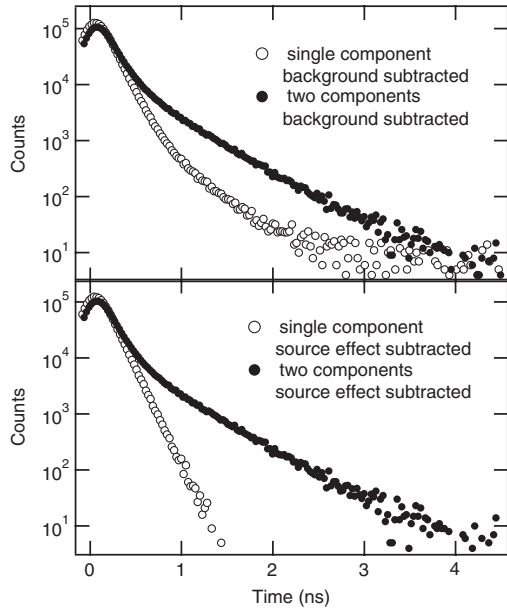 10^5
10^4
10^3
10^2
10^1
Counts
○ single component
background subtracted
● two components
background subtracted
10^5
10^4
10^3
10^2
10^1
Counts
○ single component
source effect subtracted
● two components
source effect subtracted
0 1 2 3 4
Time (ns)